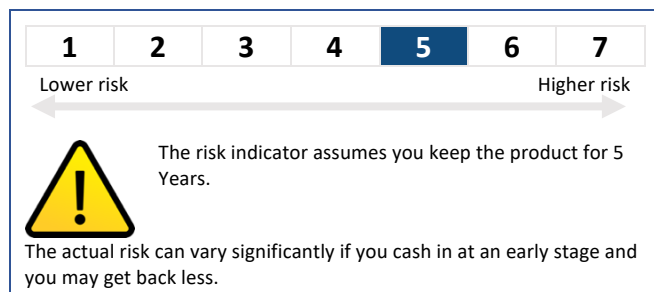 1 2 3 4 5 6 7
Lower risk Higher risk
The risk indicator assumes you keep the product for 5
Years.
The actual risk can vary significantly if you cash in at an early stage and
you may get back less.